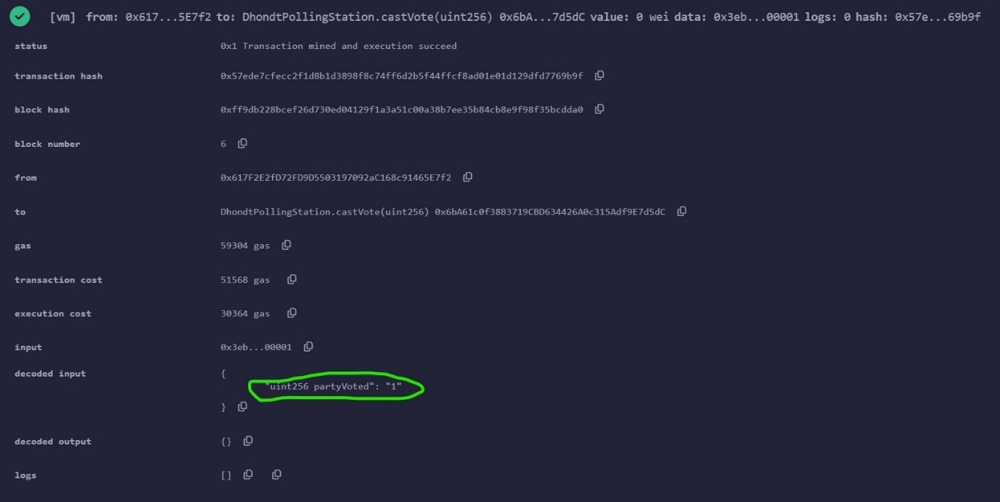 [vm] from: 0x617...5E7f2 to: DhondtPollingStation.castVote(uint256) 0x6bA...7d5dC value: 0 wei data: 0x3eb...00001 logs: 0 hash: 0x57e...69b9f
status 0x1 Transaction mined and execution succeed
transaction hash 0x57ede7cfecc2f1d8b1d3898f8c74ff6d2b5f44ffcf8ad01e01d129dfd7769b9f
block hash 0xff9db228bcef26d730ed04129f1a3a51c00a38b7ee35b84cb8e9f98f35bcdda0
block number 6
from 0x617F2E2fD72FD9D5503197092aC168c91465E7f2
to DhondtPollingStation.castVote(uint256) 0x6bA61c0f38B3719CBD634426A0c315Adf9E7d5dC
gas 59304 gas
transaction cost 51568 gas
execution cost 30364 gas
input 0x3eb...00001
decoded input {
"uint256 partyVoted": "1"
}
decoded output {}
logs []